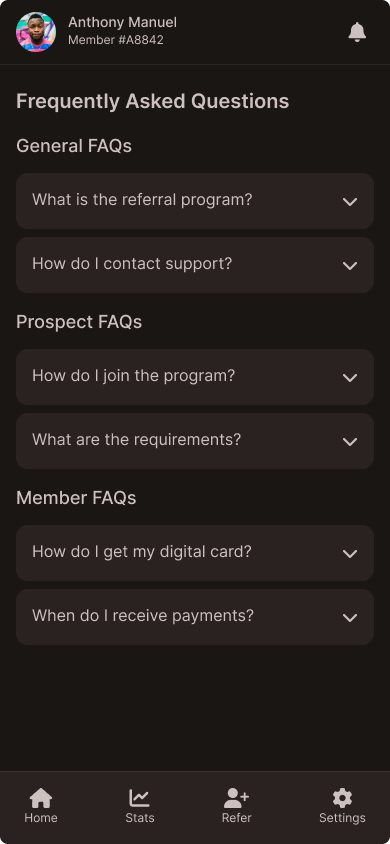 Anthony Manuel
Member #A8842
Frequently Asked Questions
General FAQs
What is the referral program?
How do I contact support?
Prospect FAQs
How do I join the program?
What are the requirements?
Member FAQs
How do I get my digital card?
When do I receive payments?
Home
Stats
Refer
Settings